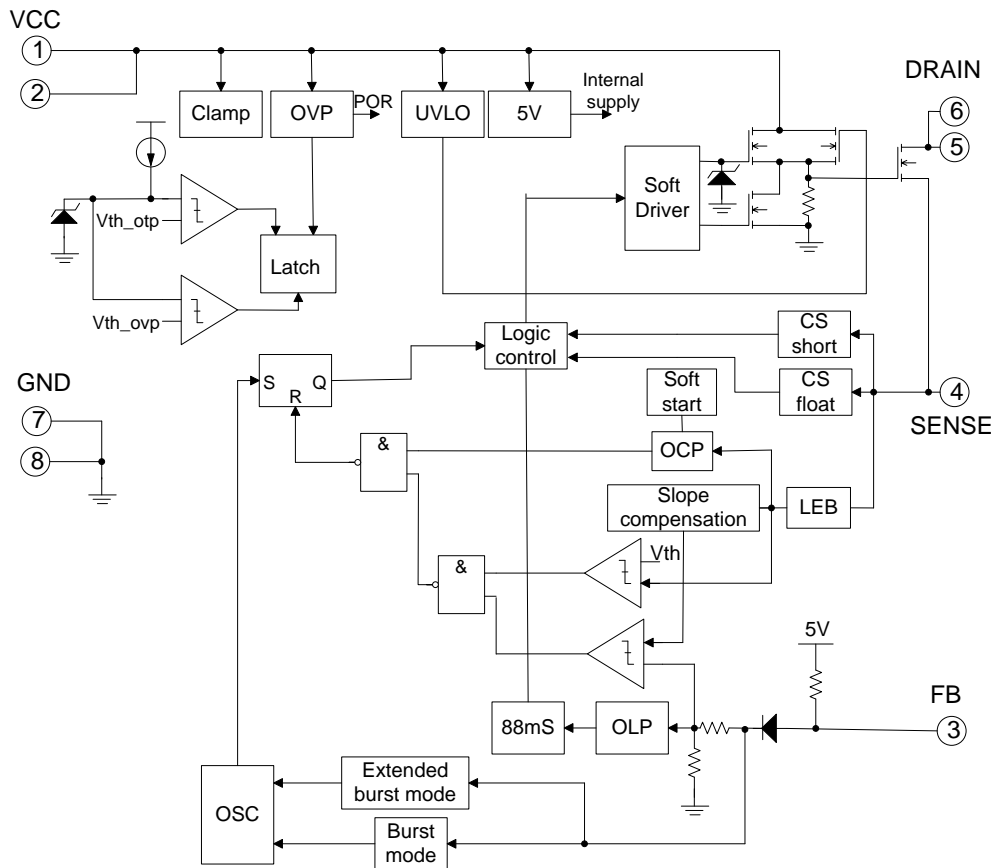 VCC
1
2
Clamp
OVP
POR
UVLO
5V
Internal
supply
DRAIN
6
5
Soft
Driver
Vth_otp
Latch
Vth_ovp
Logic
control
CS
short
CS
float
4
SENSE
S
Q
R
GND
7
8
Soft
start
&
OCP
Slope
compensation
LEB
&
Vth
5V
FB
3
88mS
OLP
OSC
Extended
burst mode
Burst
mode